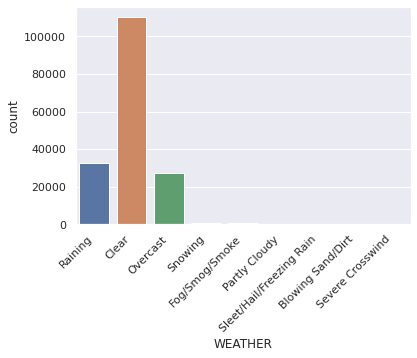 100000
80000
60000
40000
20000
0
count
Raining
Clear
Overcast
Snowing
Fog/Smog/Smoke
Partly Cloudy
Sleet/Hail/Freezing Rain
Blowing Sand/Dirt
Severe Crosswind
WEATHER